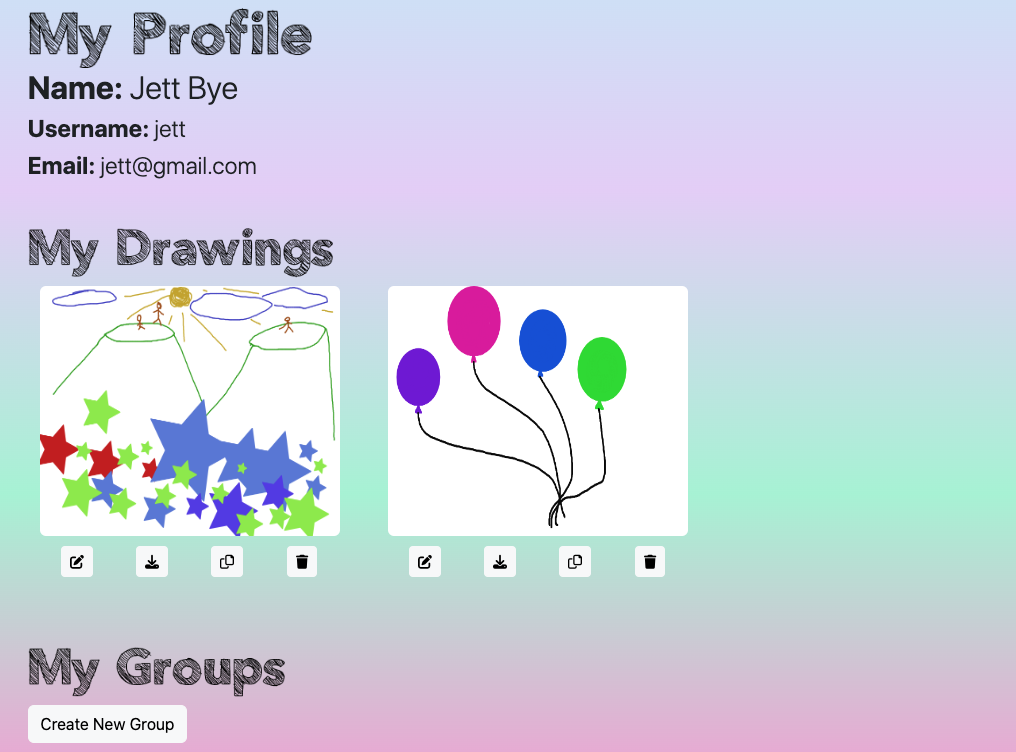 My Profile
Name: Jett Bye
Username: jett
Email: jett@gmail.com
My Drawings
My Groups
Create New Group